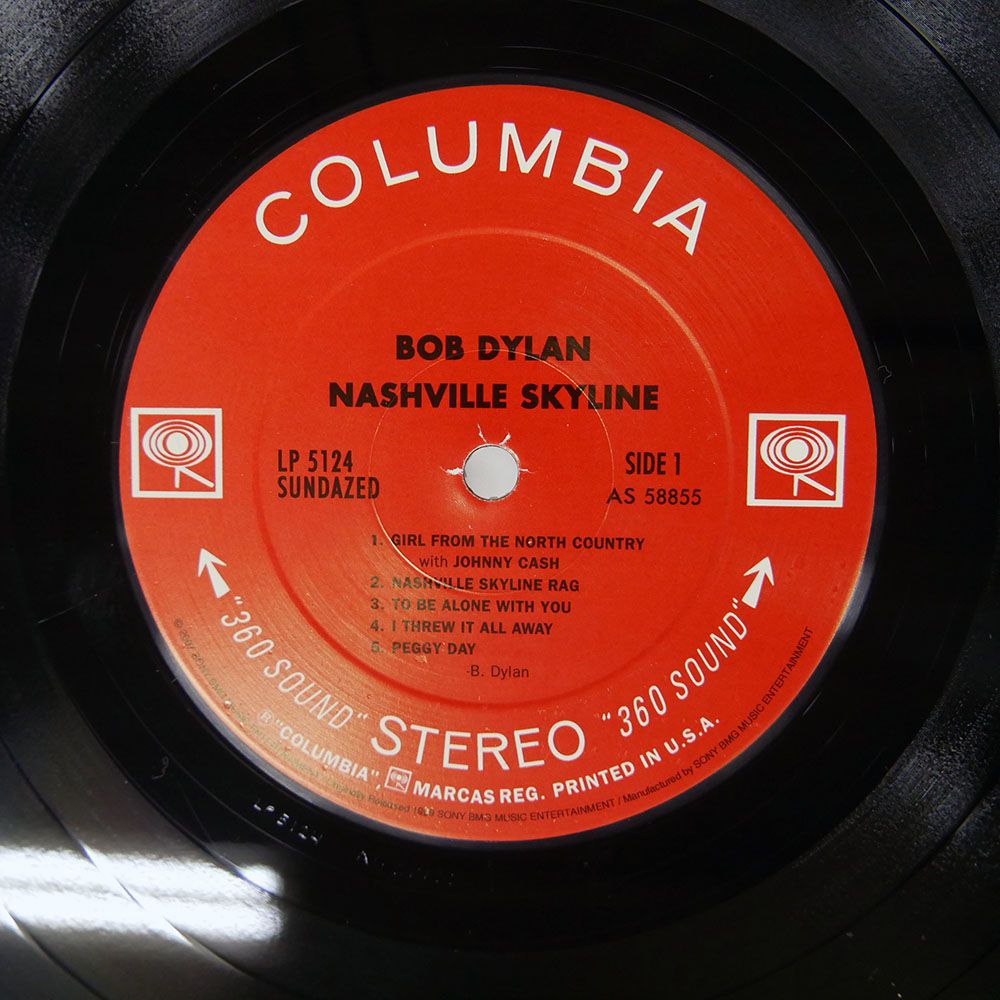 COLUMBIA
BOB DYLAN
NASHVILLE SKYLINE
LP 5124
SUNDAZED
SIDE 1
AS 58855
1. GIRL FROM THE NORTH COUNTRY
with JOHNNY CASH
2. NASHVILLE SKYLINE RAG
3. TO BE ALONE WITH YOU
4. I THREW IT ALL AWAY
5. PEGGY DAY
-B. Dylan
"360 SOUND" STEREO "360 SOUND"
® "COLUMBIA", MARCAS REG. PRINTED IN U.S.A.
Originally Released 1969 SONY BMG MUSIC ENTERTAINMENT / Manufactured by SONY BMG MUSIC ENTERTAINMENT